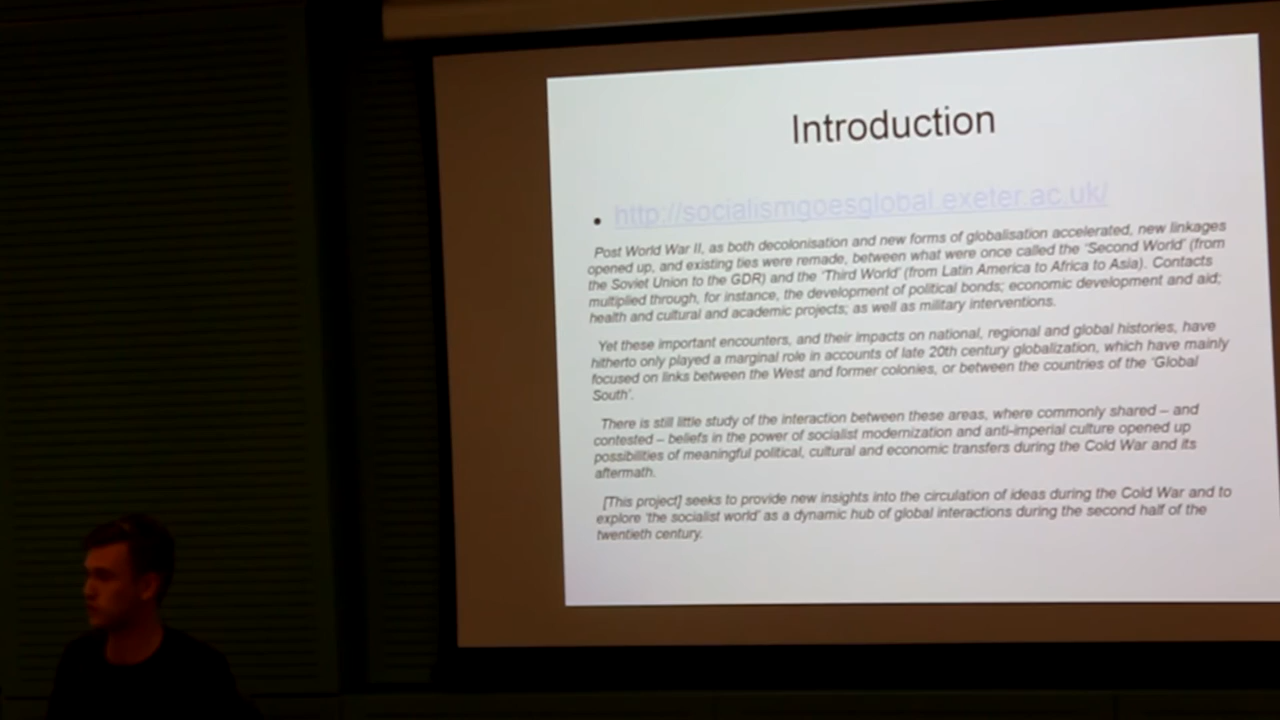 Introduction
• http://socialismgoesglobal.exeter.ac.uk/
Post World War II, as both decolonisation and new forms of globalisation accelerated, new linkages
opened up, and existing ties were remade, between what were once called the 'Second World' (from
the Soviet Union to the GDR) and the 'Third World' (from Latin America to Africa to Asia). Contacts
multiplied through, for instance, the development of political bonds; economic development and aid;
health and cultural and academic projects; as well as military interventions.
Yet these important encounters, and their impacts on national, regional and global histories, have
hitherto only played a marginal role in accounts of late 20th century globalization, which have mainly
focused on links between the West and former colonies, or between the countries of the 'Global
South'.
There is still little study of the interaction between these areas, where commonly shared – and
contested – beliefs in the power of socialist modernization and anti-imperial culture opened up
possibilities of meaningful political, cultural and economic transfers during the Cold War and its
aftermath.
[This project] seeks to provide new insights into the circulation of ideas during the Cold War and to
explore 'the socialist world' as a dynamic hub of global interactions during the second half of the
twentieth century.